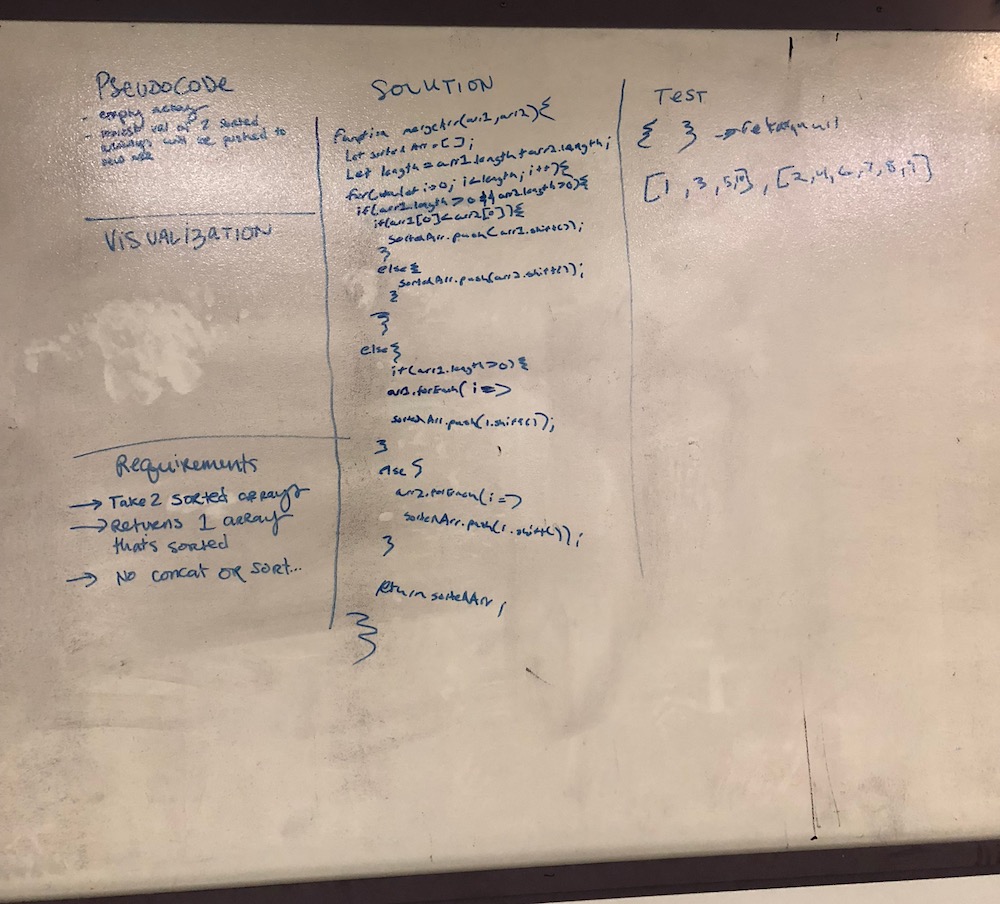 PSEUDOCODE
- empty array
- lowest val of 2 sorted
arrays will be pushed to
new
VISUALIZATION
Requirements
→ Take 2 sorted arrays
→ Returns 1 array
thats sorted
→ No concat OR sort...
SOLUTION
function mergeArr(arr1, arr2){
Let sortedArr = [];
Let length = arr1.length + arr2.length;
for(let i=0; i<length; i++){
if(arr1.length > 0 && arr2.length >0){
if(arr1[0] < arr2[0]){
sortedArr.push(arr1.shift());
}
else{
sortedArr.push(arr2.shift());
}
}
else{
if(arr1.length >0){
arr1.forEach(i =>
sortedArr.push(i.shift());
}
else {
arr2.forEach(i =>
sortedArr.push(i.shift());
}
return sortedArr;
}
}
TEST
{ } → null
[1, 3, 5, 9], [2, 4, 6, 7, 8, 9]